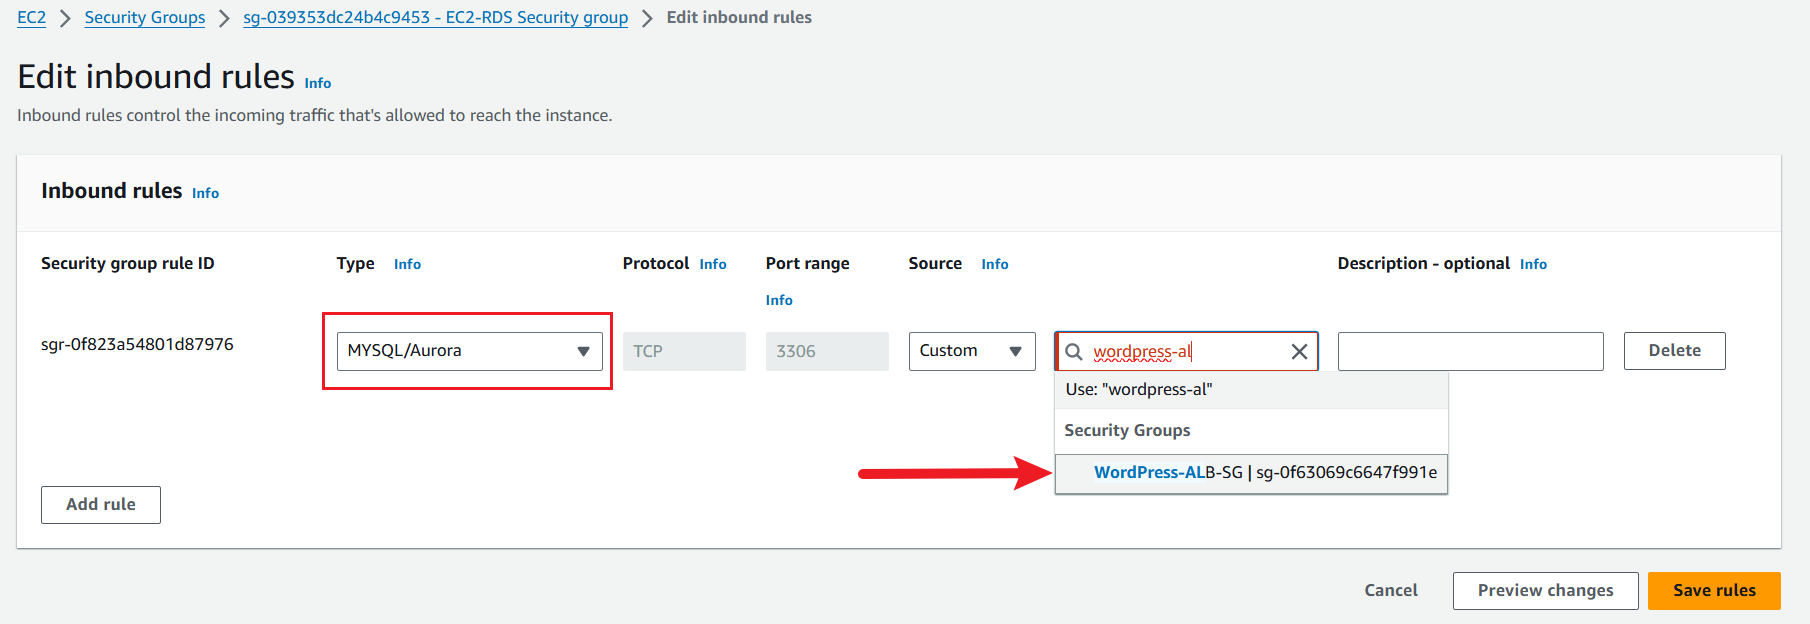 EC2 > Security Groups > sg-039353dc24b4c9453 - EC2-RDS Security group > Edit inbound rules
Edit inbound rules Info
Inbound rules control the incoming traffic that's allowed to reach the instance.
Inbound rules Info
Security group rule ID Type Info Protocol Info Port range Info Source Info Description - optional Info
sgr-0f823a54801d87976 MYSQL/Aurora TCP 3306 Custom wordpress-al Delete
Use: "wordpress-al"
Security Groups
WordPress-ALB-SG | sg-0f63069c6647f991e
Add rule
Cancel Preview changes Save rules